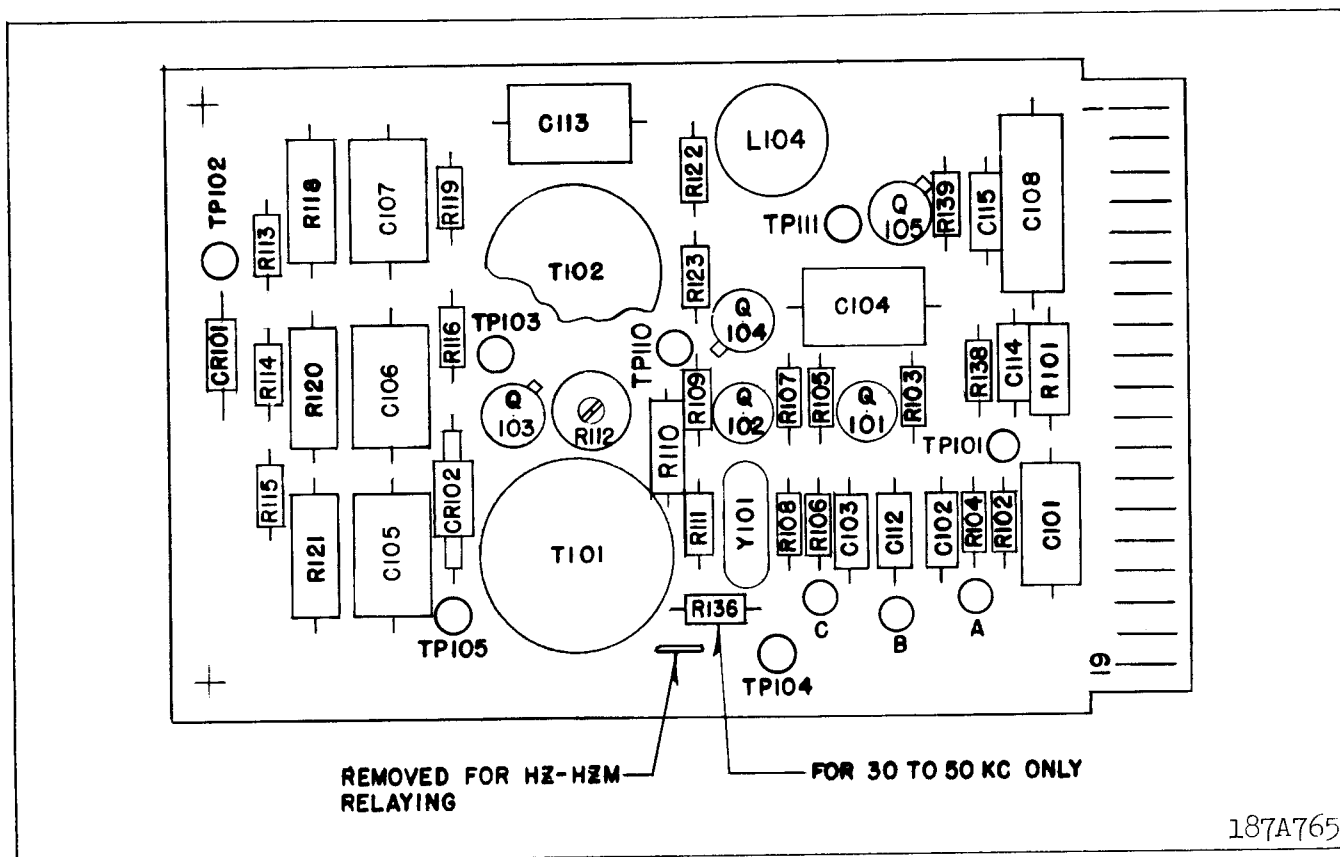 C113
L104
TP102
R118
C107
R119
R122
R113
TP111
Q
105
R139
C115
C108
T102
R123
C104
CR101
R114
R120
C106
R116
TP103
TP110
Q
104
R138
C114
R101
R109
R107
R105
R103
Q
103
R112
R110
Q
102
Q
101
TP101
R115
R121
C105
CR102
T101
R111
Y101
R108
R106
C103
C112
C102
R104
R102
C101
R136
C
B
A
TP105
TP104
1
19
REMOVED FOR HZ-HZM
RELAYING
FOR 30 TO 50 KC ONLY
187A765